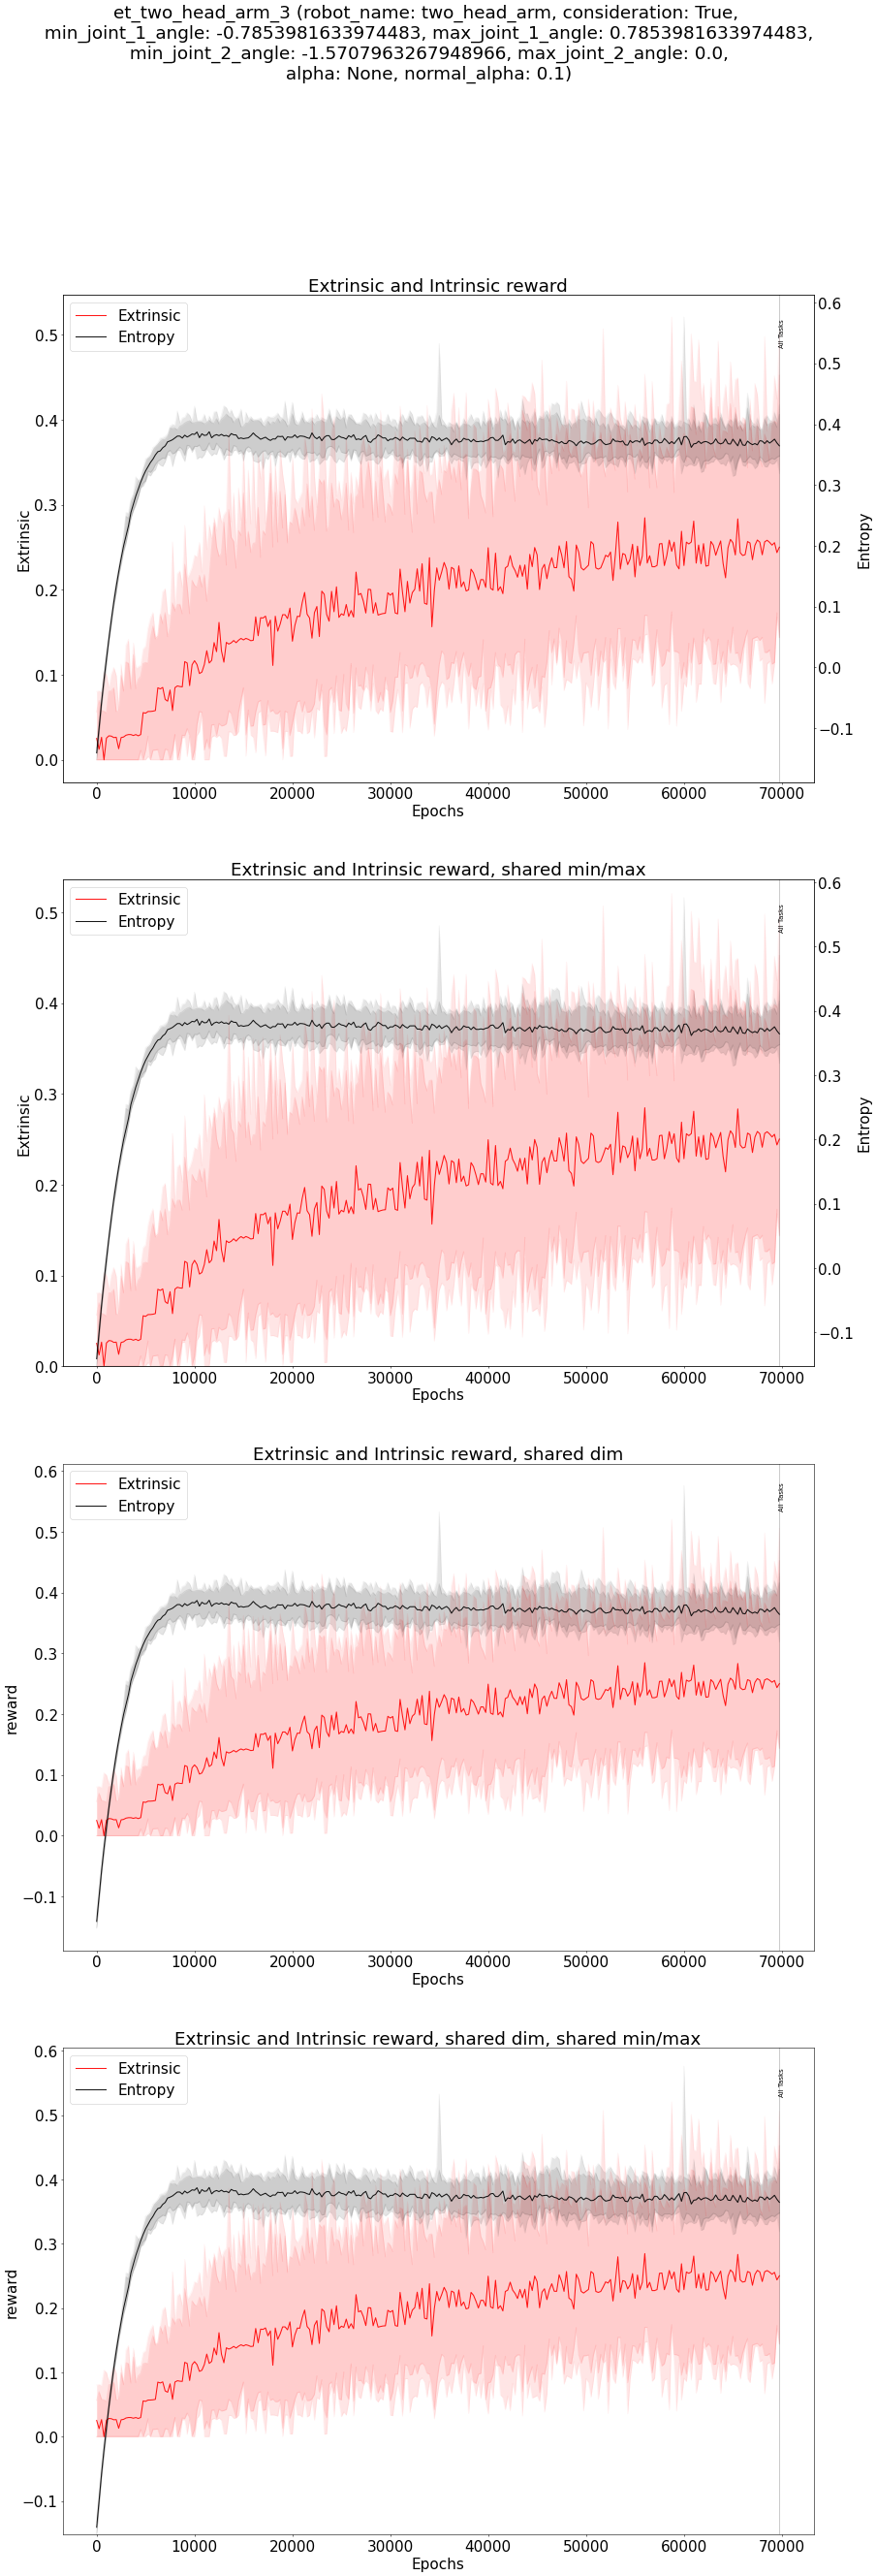 et_two_head_arm_3 (robot_name: two_head_arm, consideration: True,
min_joint_1_angle: -0.7853981633974483, max_joint_1_angle: 0.7853981633974483,
min_joint_2_angle: -1.5707963267948966, max_joint_2_angle: 0.0,
alpha: None, normal_alpha: 0.1)
Extrinsic and Intrinsic reward
Extrinsic
Entropy
All Tasks
0.5
0.4
0.3
0.2
0.1
0.0
Extrinsic
0.6
0.5
0.4
0.3
0.2
0.1
0.0
−0.1
Entropy
0 10000 20000 30000 40000 50000 60000 70000
Epochs
Extrinsic and Intrinsic reward, shared min/max
Extrinsic
Entropy
All Tasks
0.5
0.4
0.3
0.2
0.1
0.0
Extrinsic
0.6
0.5
0.4
0.3
0.2
0.1
0.0
−0.1
Entropy
0 10000 20000 30000 40000 50000 60000 70000
Epochs
Extrinsic and Intrinsic reward, shared dim
Extrinsic
Entropy
All Tasks
0.6
0.5
0.4
0.3
0.2
0.1
0.0
−0.1
reward
0 10000 20000 30000 40000 50000 60000 70000
Epochs
Extrinsic and Intrinsic reward, shared dim, shared min/max
Extrinsic
Entropy
All Tasks
0.6
0.5
0.4
0.3
0.2
0.1
0.0
−0.1
reward
0 10000 20000 30000 40000 50000 60000 70000
Epochs